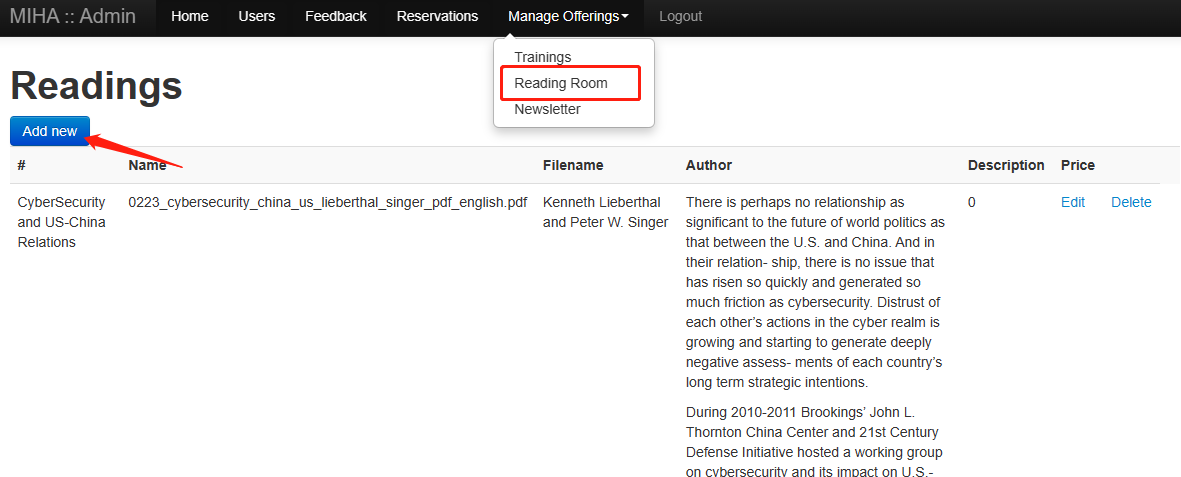 MIHA :: Admin Home Users Feedback Reservations Manage Offerings Logout
Trainings
Reading Room
Newsletter
Readings
Add new
# Name Filename Author Description Price
CyberSecurity
and US-China
Relations
0223_cybersecurity_china_us_lieberthal_singer_pdf_english.pdf
Kenneth Lieberthal
and Peter W. Singer
There is perhaps no relationship as
significant to the future of world politics as
that between the U.S. and China. And in
their relation- ship, there is no issue that
has risen so quickly and generated so
much friction as cybersecurity. Distrust of
each other’s actions in the cyber realm is
growing and starting to generate deeply
negative assess- ments of each country’s
long term strategic intentions.
During 2010-2011 Brookings’ John L.
Thornton China Center and 21st Century
Defense Initiative hosted a working group
on cybersecurity and its impact on U.S.-
0
Edit Delete